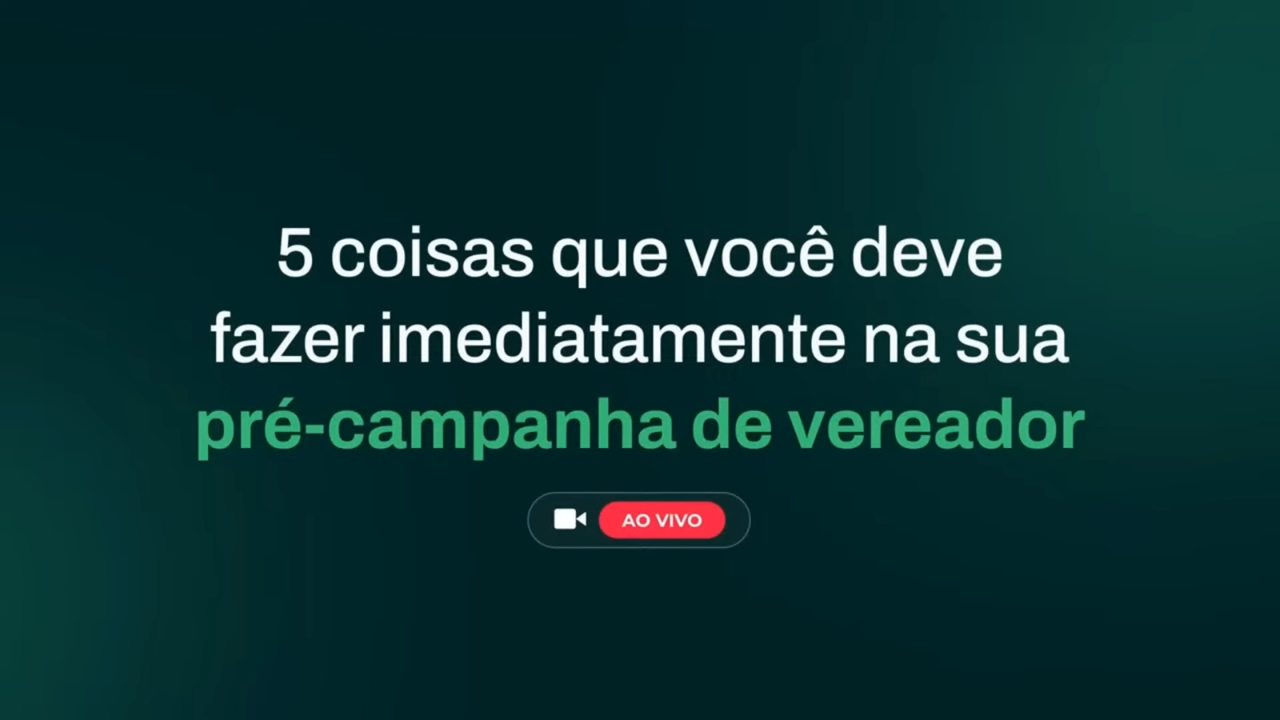 5 coisas que você deve
fazer imediatamente na sua
pré-campanha de vereador
AO VIVO